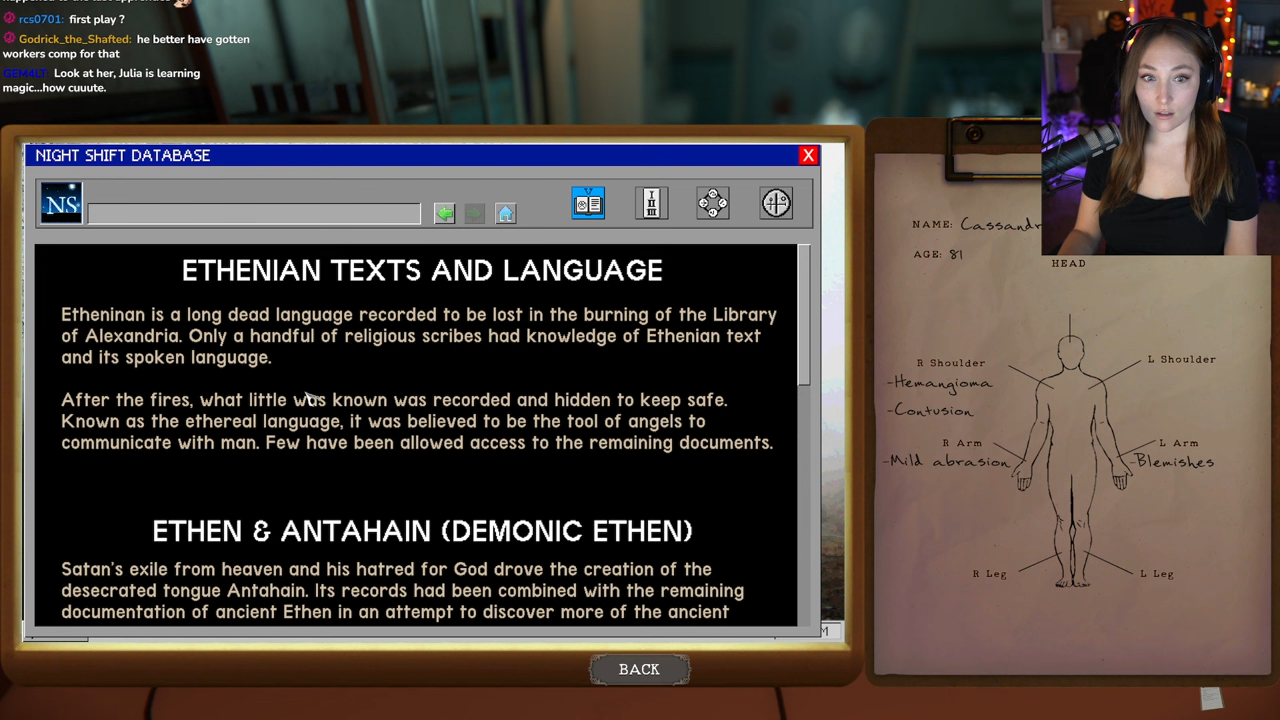 rcs0701: first play ?
Godrick_the_Shafted: he better have gotten
workers comp for that
GEM4LT: Look at her, Julia is learning
magic...how cuuute.
NIGHT SHIFT DATABASE
X
NS
ETHENIAN TEXTS AND LANGUAGE
Etheninan is a long dead language recorded to be lost in the burning of the Library
of Alexandria. Only a handful of religious scribes had knowledge of Ethenian text
and its spoken language.
After the fires, what little was known was recorded and hidden to keep safe.
Known as the ethereal language, it was believed to be the tool of angels to
communicate with man. Few have been allowed access to the remaining documents.
ETHEN & ANTAHAIN (DEMONIC ETHEN)
Satan's exile from heaven and his hatred for God drove the creation of the
desecrated tongue Antahain. Its records had been combined with the remaining
documentation of ancient Ethen in an attempt to discover more of the ancient
BACK
NAME: Cassandr
AGE: 81
HEAD
R Shoulder
L Shoulder
-Hemangioma
-Contusion
R Arm
L Arm
-Mild abrasion
-Blemishes
R Leg
L Leg